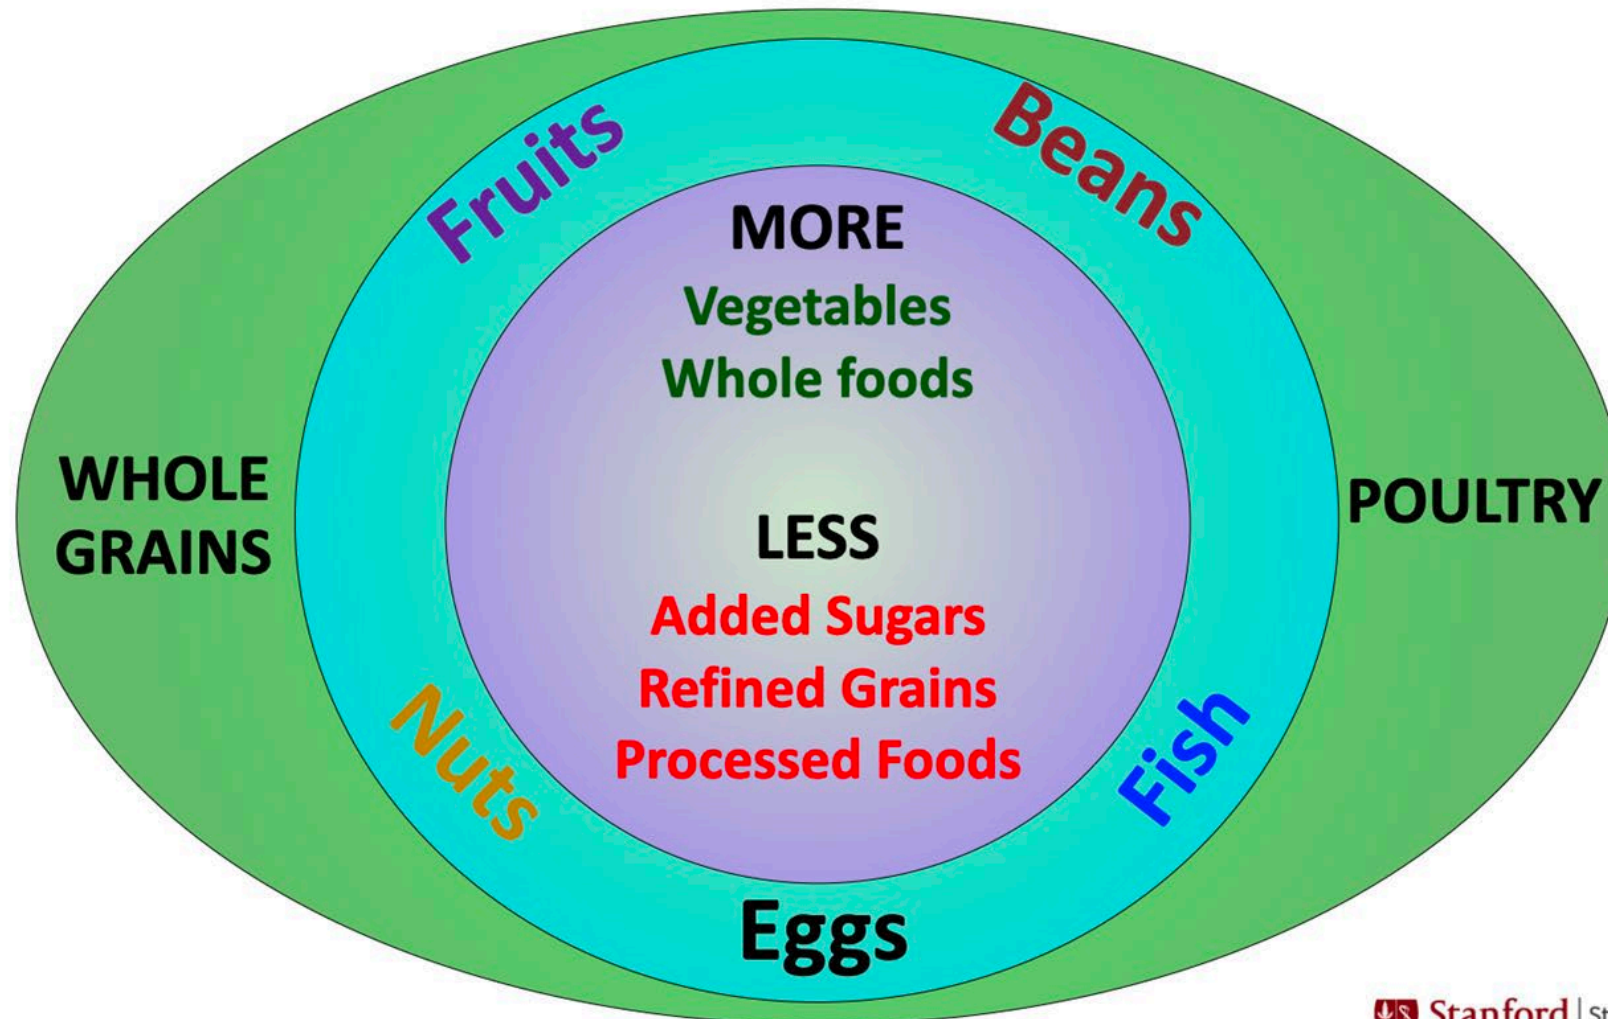 Fruits
Beans
MORE
Vegetables
Whole foods
WHOLE
GRAINS
POULTRY
LESS
Added Sugars
Refined Grains
Processed Foods
Nuts
Fish
Eggs
Stanford